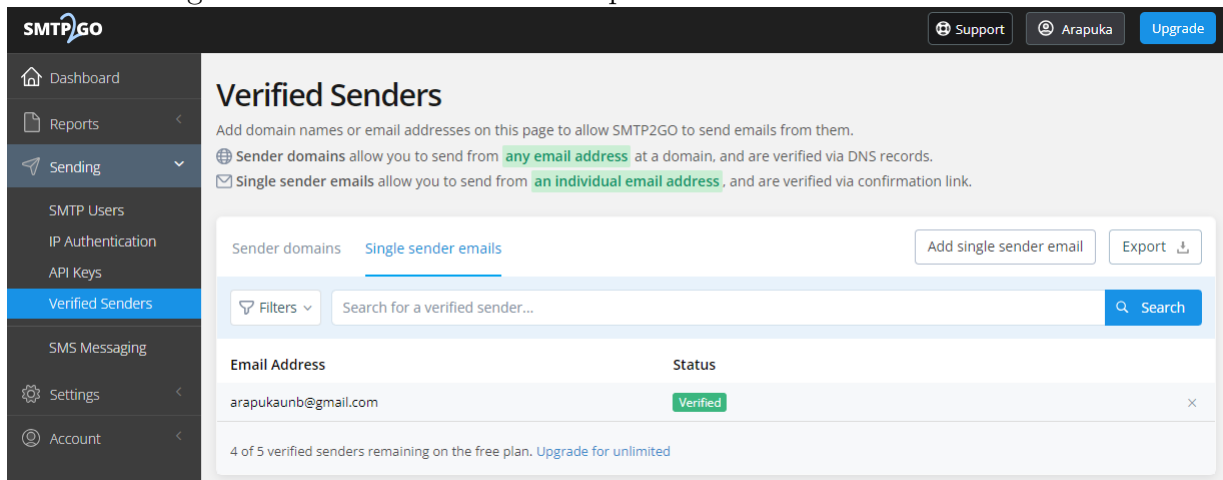 SMTP2GO
Support
Arapuka
Upgrade
Dashboard
Reports
Sending
SMTP Users
IP Authentication
API Keys
Verified Senders
SMS Messaging
Settings
Account
Verified Senders
Add domain names or email addresses on this page to allow SMTP2GO to send emails from them.
Sender domains allow you to send from any email address at a domain, and are verified via DNS records.
Single sender emails allow you to send from an individual email address, and are verified via confirmation link.
Sender domains Single sender emails Add single sender email Export
Filters Search for a verified sender... Search
Email Address Status
arapukaunb@gmail.com Verified
4 of 5 verified senders remaining on the free plan. Upgrade for unlimited